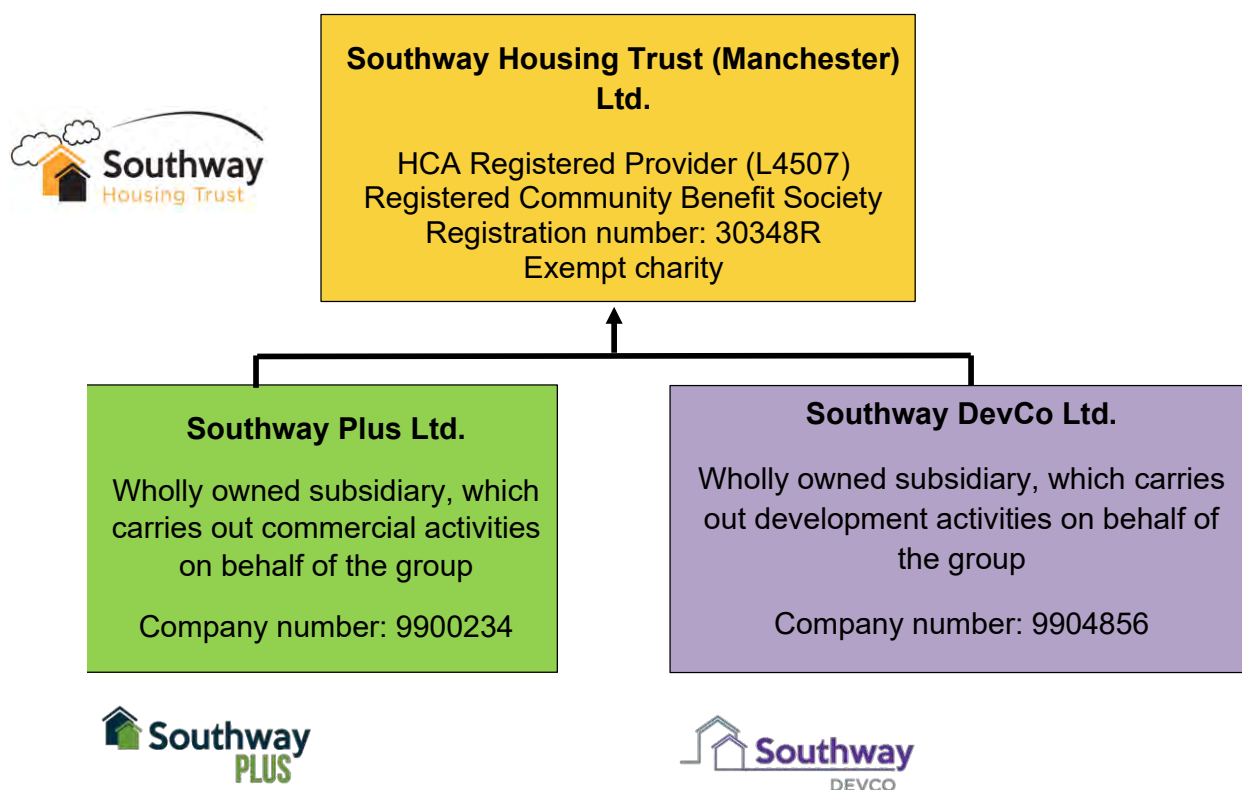 Southway Housing Trust (Manchester)
Ltd.
HCA Registered Provider (L4507)
Registered Community Benefit Society
Registration number: 30348R
Exempt charity
Southway
Housing Trust
Southway Plus Ltd.
Wholly owned subsidiary, which
carries out commercial activities
on behalf of the group
Company number: 9900234
Southway DevCo Ltd.
Wholly owned subsidiary, which carries
out development activities on behalf of
the group
Company number: 9904856
Southway
PLUS
Southway
DEVCO